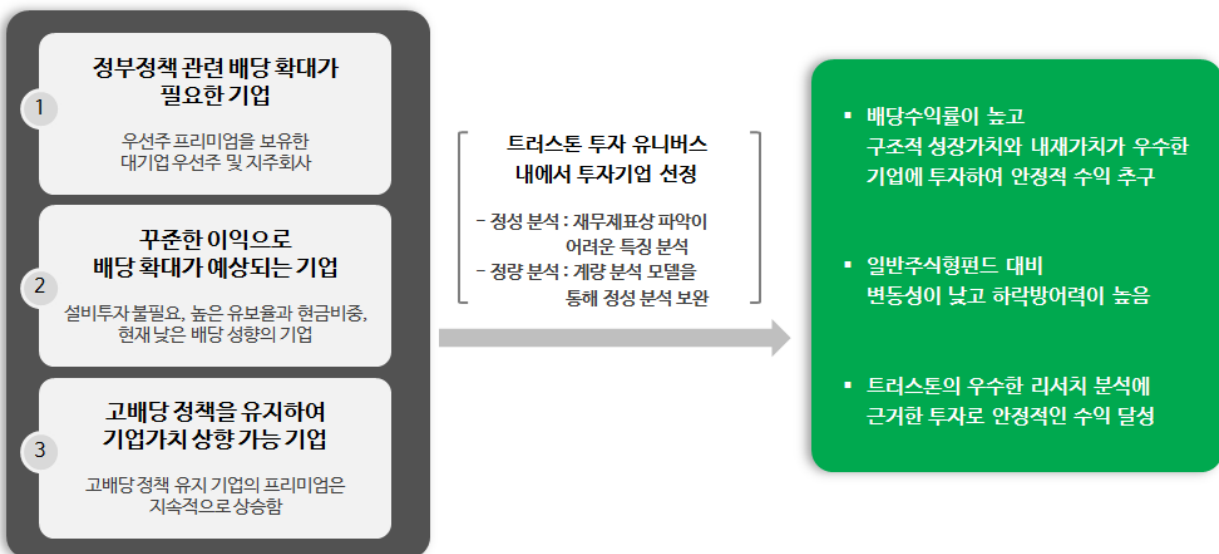 1
정부정책 관련 배당 확대가
필요한 기업
우선주 프리미엄을 보유한
대기업 우선주 및 지주회사
2
꾸준한 이익으로
배당 확대가 예상되는 기업
설비투자 불필요, 높은 유보율과 현금비중,
현재 낮은 배당 성향의 기업
3
고배당 정책을 유지하여
기업가치 상향 가능 기업
고배당 정책 유지 기업의 프리미엄은
지속적으로 상승함
트러스톤 투자 유니버스
내에서 투자기업 선정
- 정성 분석 : 재무제표상 파악이
어려운 특징 분석
- 정량 분석 : 계량 분석 모델을
통해 정성 분석 보완
▪ 배당수익률이 높고
구조적 성장가치와 내재가치가 우수한
기업에 투자하여 안정적 수익 추구
▪ 일반주식형펀드 대비
변동성이 낮고 하락방어력이 높음
▪ 트러스톤의 우수한 리서치 분석에
근거한 투자로 안정적인 수익 달성